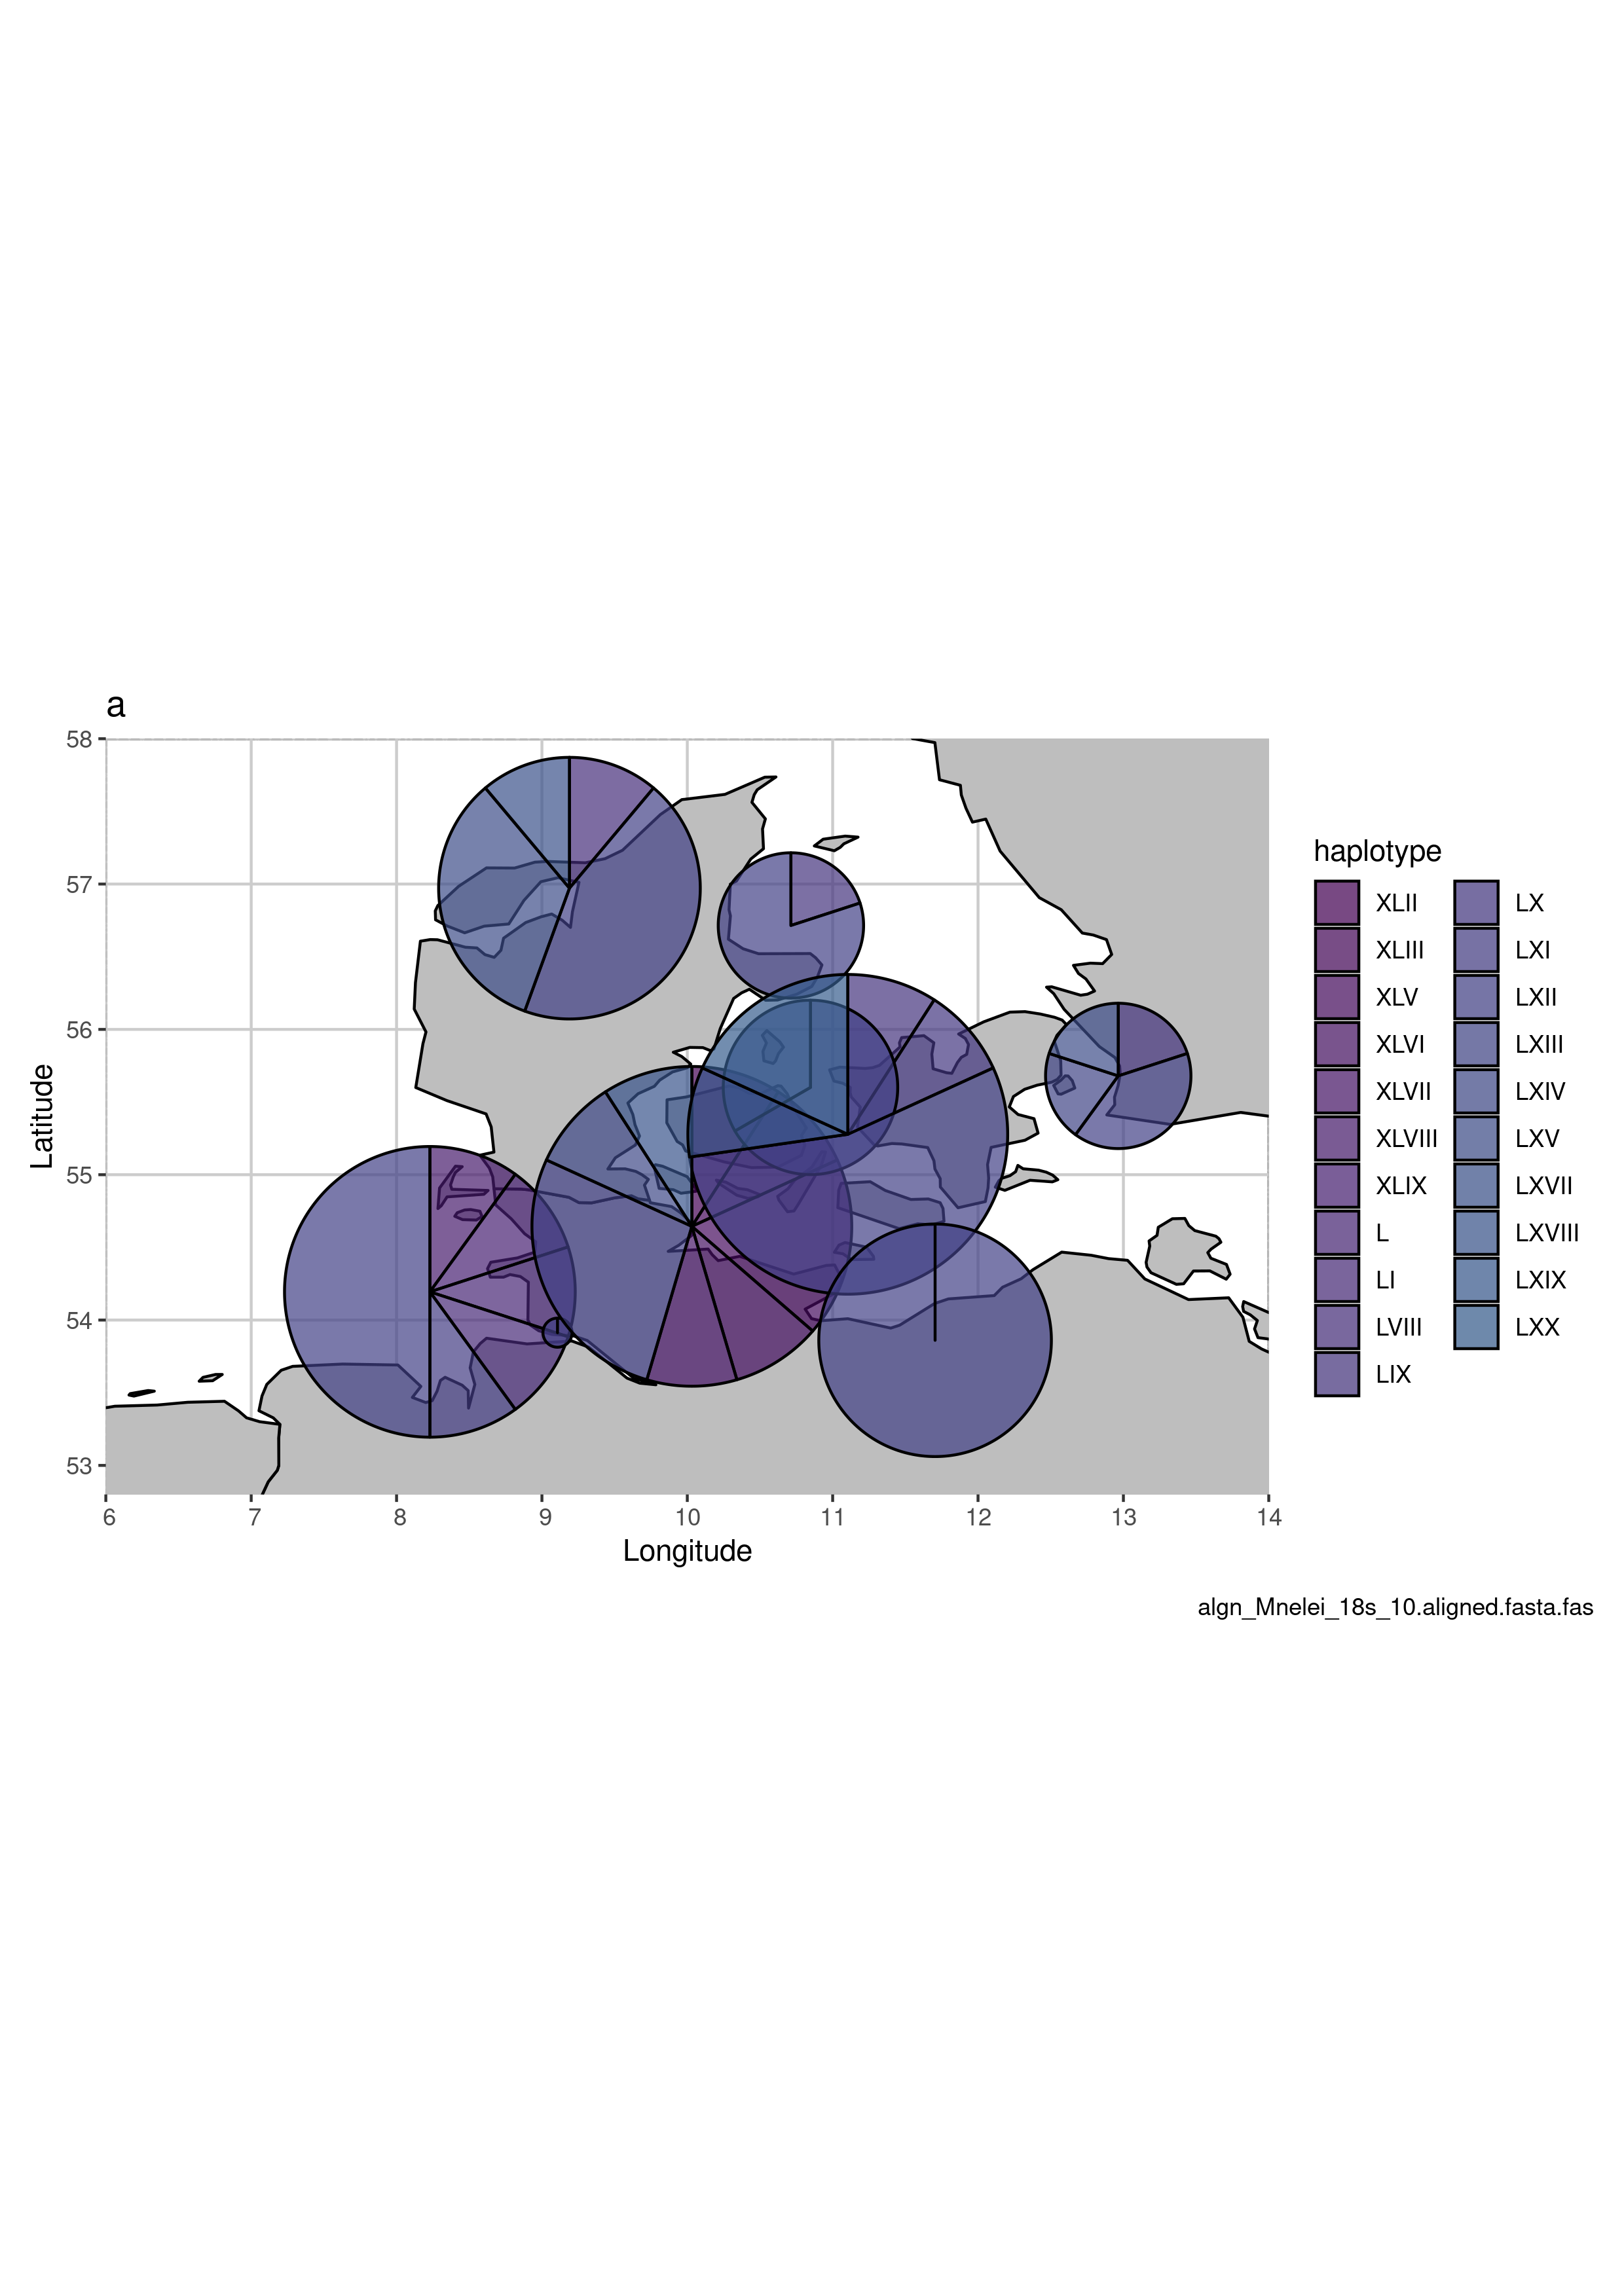 a
58
57
56
55
54
53
Latitude
6 7 8 9 10 11 12 13 14
Longitude
haplotype
XLII LX
XLIII LXI
XLV LXII
XLVI LXIII
XLVII LXIV
XLVIII LXV
XLIX LXVII
L LXVIII
LI LXIX
LVIII LXX
LIX
algn_Mnelei_18s_10.aligned.fasta.fas